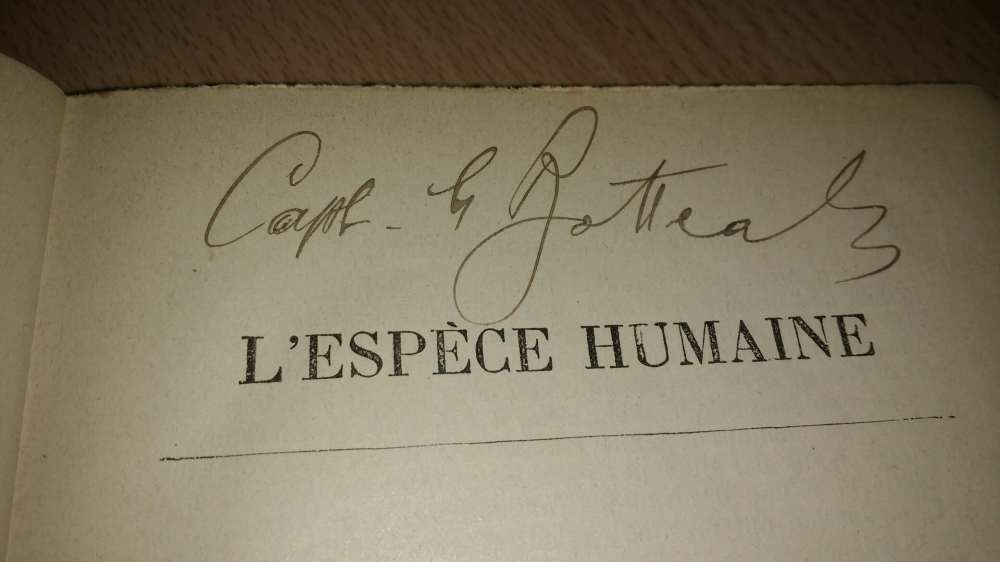 Capt. G
L'ESPÈCE HUMAINE